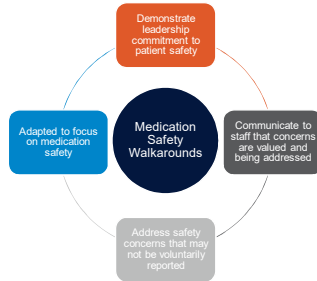 Demonstrate
leadership
commitment to
patient safety
Adapted to focus
on medication
safety
Medication
Safety
Walkarounds
Communicate to
staff that concerns
are valued and
being addressed
Address safety
concerns that may
not be voluntarily
reported